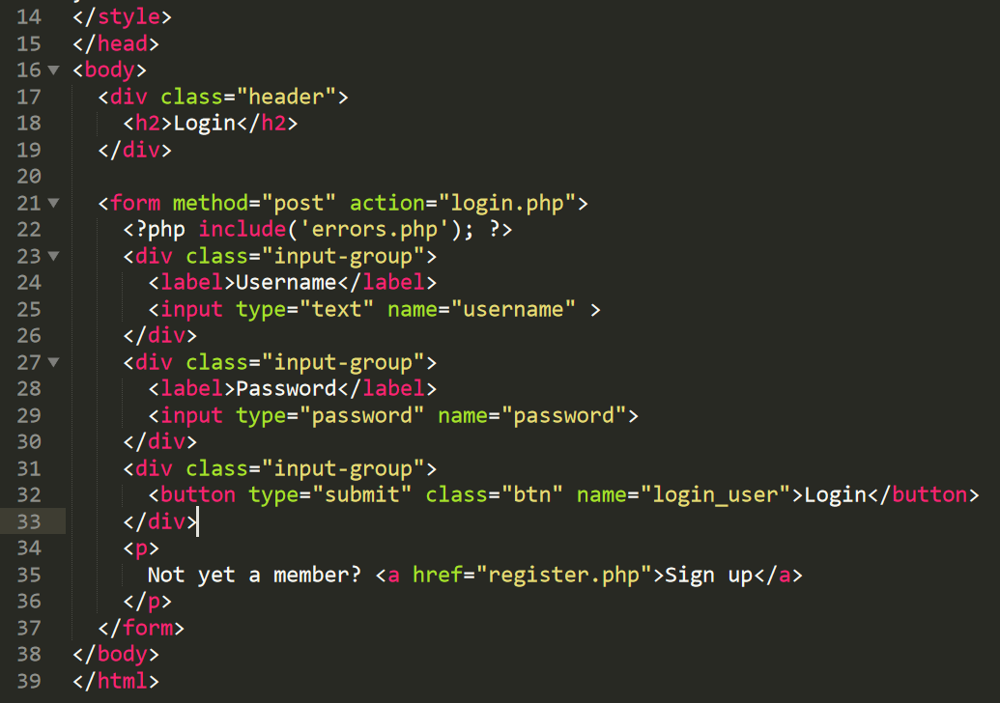 14 </style>
15 </head>
16 <body>
17   <div class="header">
18     <h2>Login</h2>
19   </div>
20
21   <form method="post" action="login.php">
22     <?php include('errors.php'); ?>
23     <div class="input-group">
24       <label>Username</label>
25       <input type="text" name="username" >
26     </div>
27     <div class="input-group">
28       <label>Password</label>
29       <input type="password" name="password">
30     </div>
31     <div class="input-group">
32       <button type="submit" class="btn" name="login_user">Login</button>
33     </div>
34     <p>
35       Not yet a member? <a href="register.php">Sign up</a>
36     </p>
37   </form>
38 </body>
39 </html>